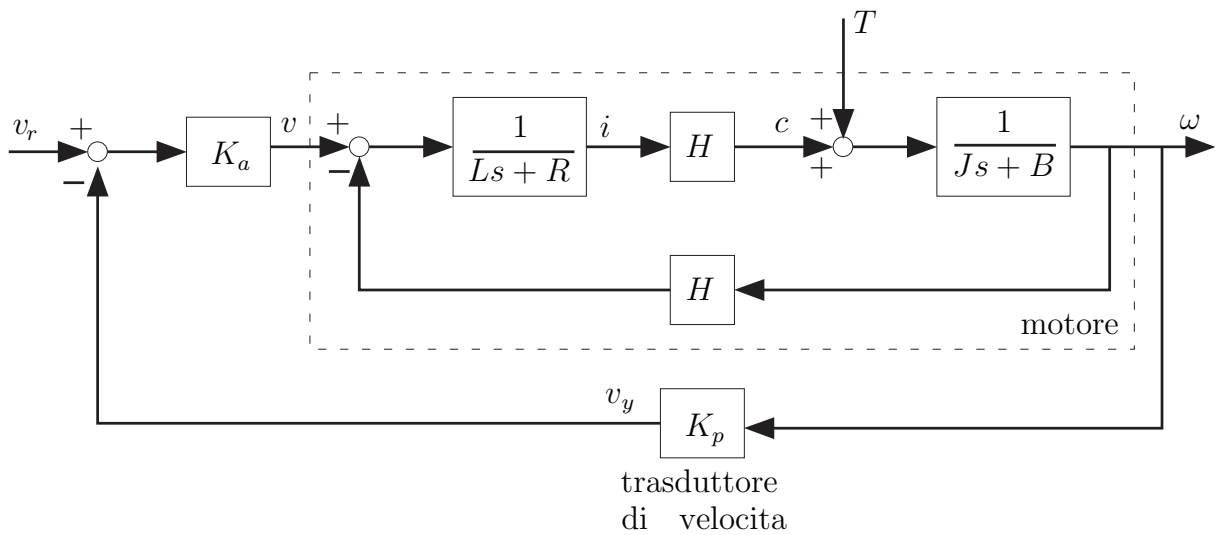 T
v_r + − K_a v + − 1/(Ls + R) i H c + + 1/(Js + B) ω
H
motore
v_y K_p
trasduttore
di velocita